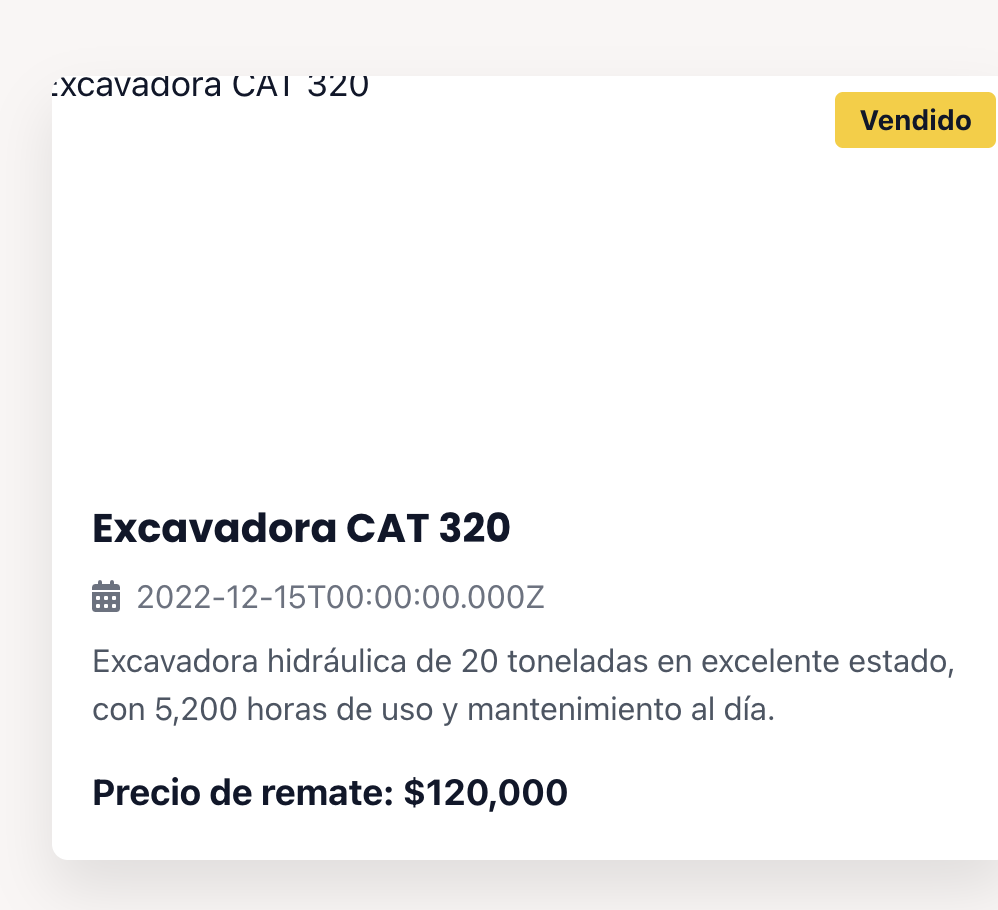 Excavadora CAT 320
Vendido
Excavadora CAT 320
2022-12-15T00:00:00.000Z
Excavadora hidráulica de 20 toneladas en excelente estado,
con 5,200 horas de uso y mantenimiento al día.
Precio de remate: $120,000